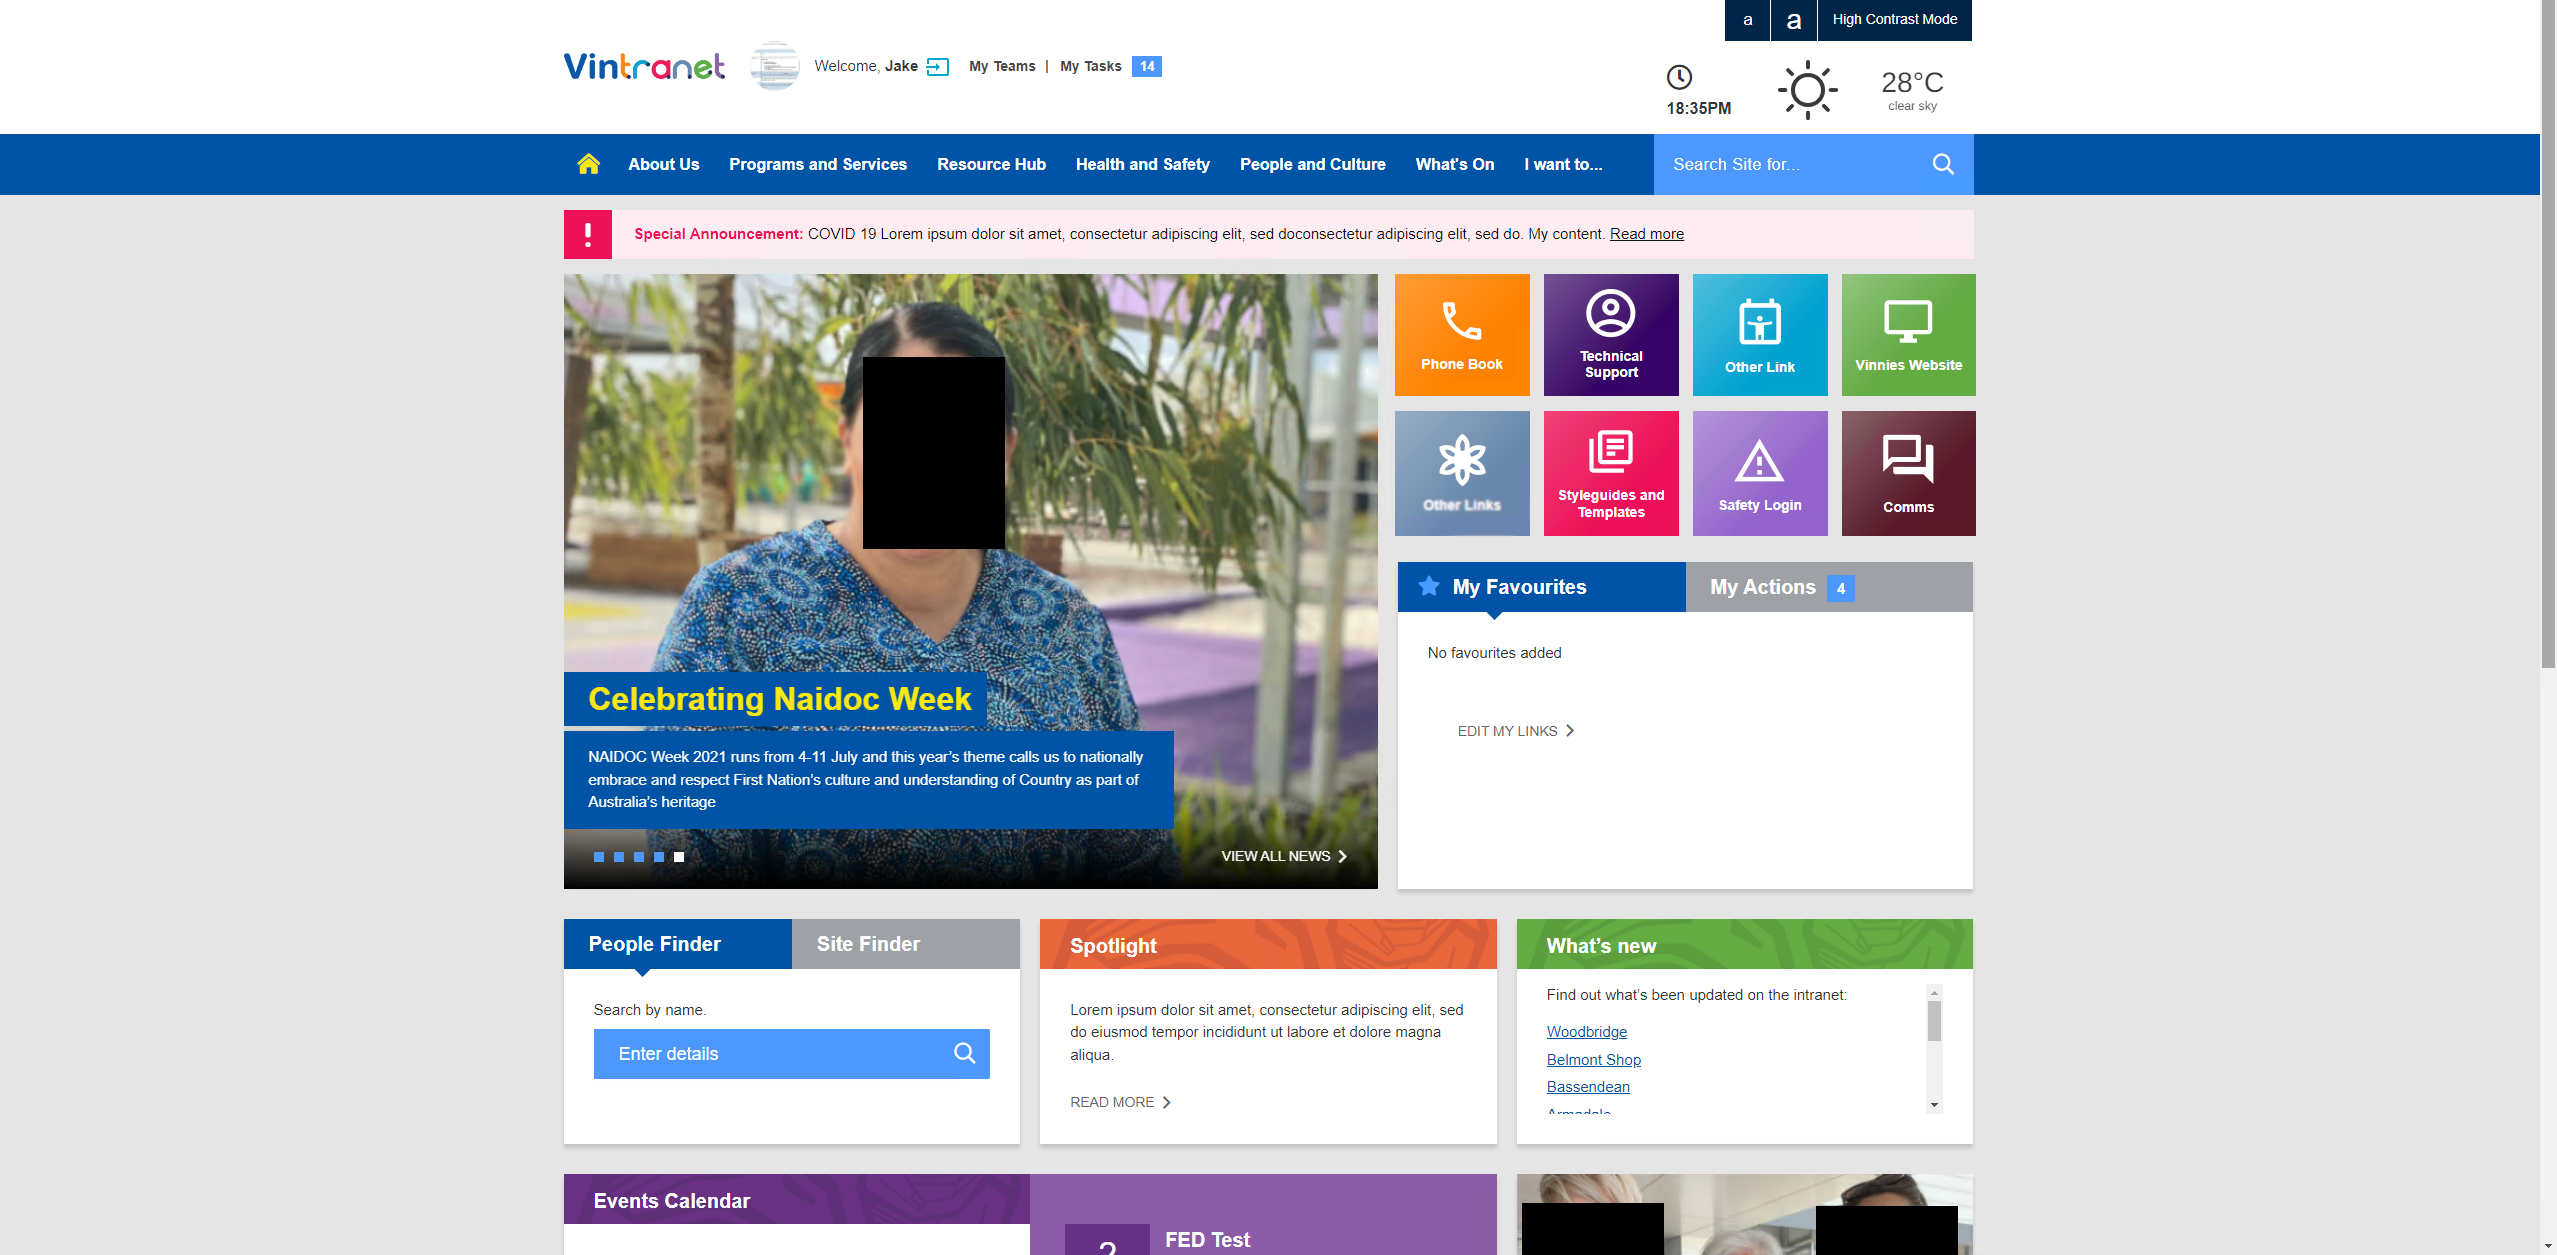 a
a
High Contrast Mode
Vintranet
Welcome, Jake
My Teams | My Tasks 14
18:35PM
28°C
clear sky
About Us
Programs and Services
Resource Hub
Health and Safety
People and Culture
What's On
I want to...
Search Site for...
! Special Announcement: COVID 19 Lorem ipsum dolor sit amet, consectetur adipiscing elit, sed doconsectetur adipiscing elit, sed do. My content. Read more
Celebrating Naidoc Week
NAIDOC Week 2021 runs from 4-11 July and this year’s theme calls us to nationally
embrace and respect First Nation’s culture and understanding of Country as part of
Australia’s heritage
VIEW ALL NEWS
Phone Book
Technical
Support
Other Link
Vinnies Website
Other Links
Styleguides and
Templates
Safety Login
Comms
My Favourites
My Actions 4
No favourites added
EDIT MY LINKS
People Finder
Site Finder
Search by name.
Enter details
Spotlight
Lorem ipsum dolor sit amet, consectetur adipiscing elit, sed
do eiusmod tempor incididunt ut labore et dolore magna
aliqua.
READ MORE
What’s new
Find out what’s been updated on the intranet:
Woodbridge
Belmont Shop
Bassendean
Armadale
Events Calendar
2
FED Test